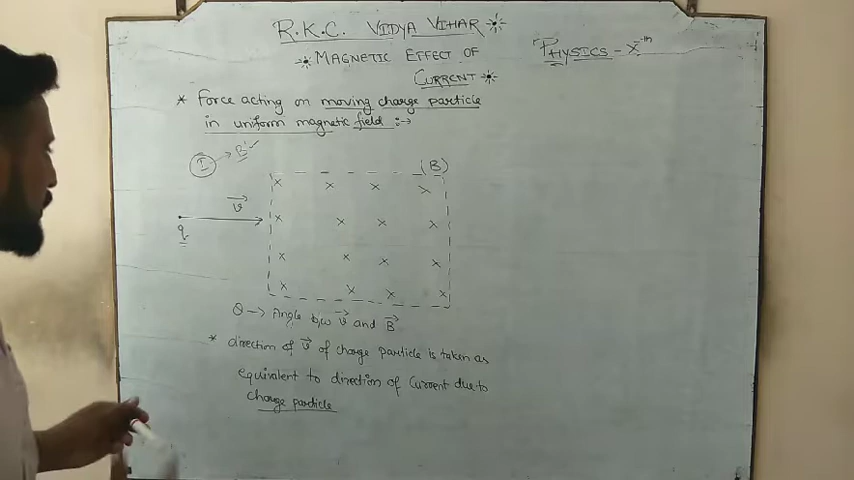 R.K.C. VIDYA VIHAR
MAGNETIC EFFECT OF
CURRENT
PHYSICS - X th
* Force acting on moving charge particle
in uniform magnetic field :→
I → B
(B)
v
q
θ → Angle b/w v and B
* direction of v of charge particle is taken as
equivalent to direction of Current due to
charge particle